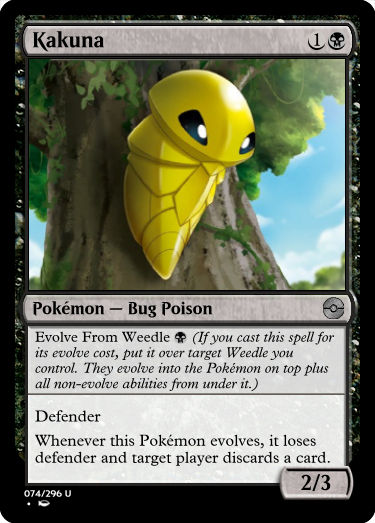 Kakuna 1
Pokémon — Bug Poison
Evolve From Weedle (If you cast this spell for
its evolve cost, put it over target Weedle you
control. They evolve into the Pokémon on top plus
all non-evolve abilities from under it.)
Defender
Whenever this Pokémon evolves, it loses
defender and target player discards a card.
2/3
074/296 U